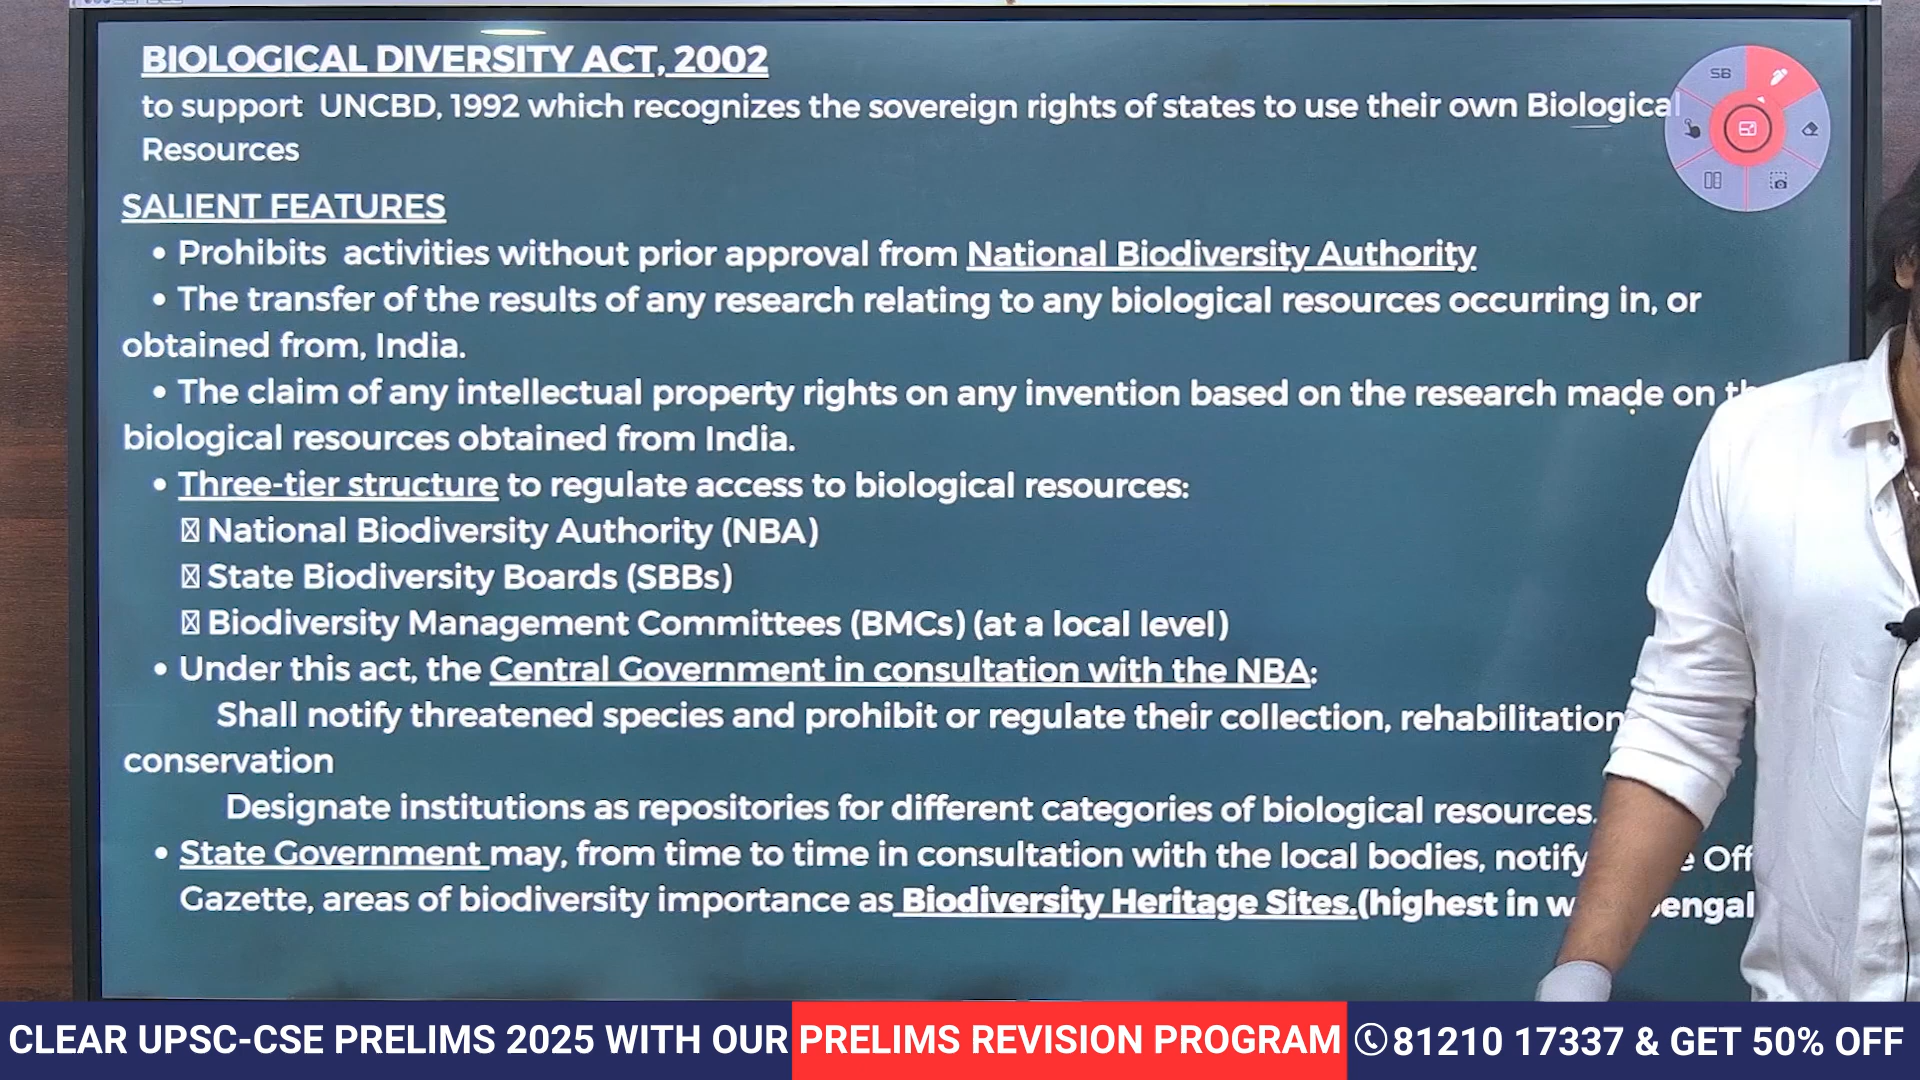 BIOLOGICAL DIVERSITY ACT, 2002
to support UNCBD, 1992 which recognizes the sovereign rights of states to use their own Biological
Resources
SALIENT FEATURES
• Prohibits activities without prior approval from National Biodiversity Authority
• The transfer of the results of any research relating to any biological resources occurring in, or
obtained from, India.
• The claim of any intellectual property rights on any invention based on the research made on
biological resources obtained from India.
• Three-tier structure to regulate access to biological resources:
National Biodiversity Authority (NBA)
State Biodiversity Boards (SBBs)
Biodiversity Management Committees (BMCs) (at a local level)
• Under this act, the Central Government in consultation with the NBA:
Shall notify threatened species and prohibit or regulate their collection, rehabilitation
conservation
Designate institutions as repositories for different categories of biological resources.
• State Government may, from time to time in consultation with the local bodies, notify
Gazette, areas of biodiversity importance as Biodiversity Heritage Sites.(highest in
SB
CLEAR UPSC-CSE PRELIMS 2025 WITH OUR PRELIMS REVISION PROGRAM 81210 17337 & GET 50% OFF